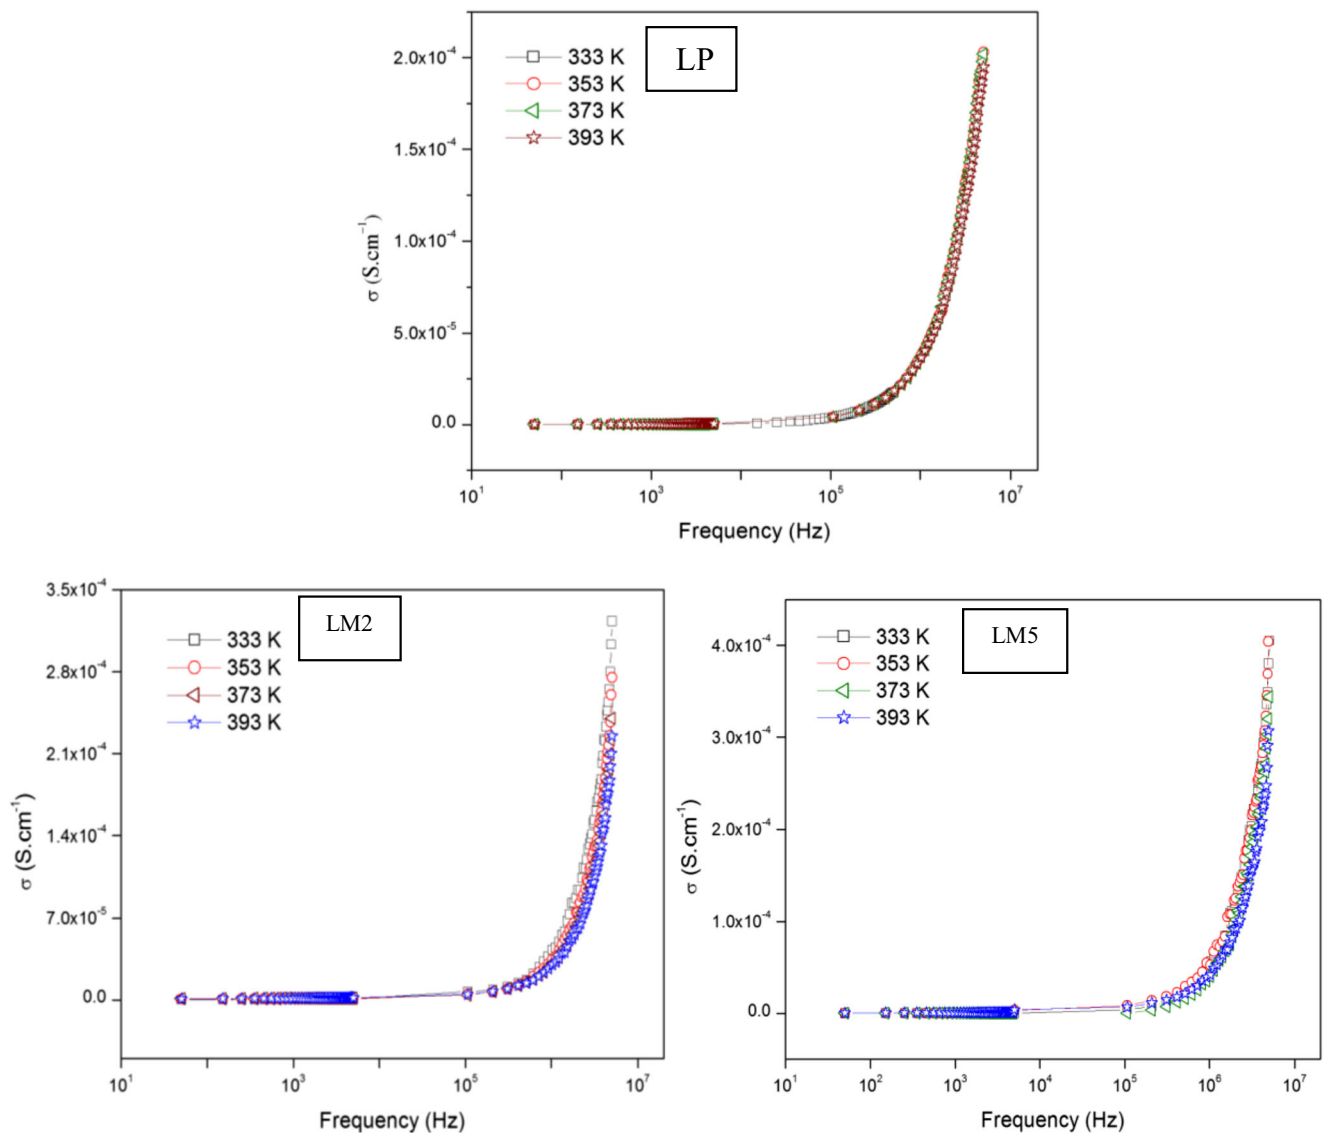 LP
333 K
353 K
373 K
393 K
2.0x10⁻⁴
1.5x10⁻⁴
1.0x10⁻⁴
5.0x10⁻⁵
0.0
σ (S.cm⁻¹)
10¹ 10³ 10⁵ 10⁷
Frequency (Hz)
LM2
333 K
353 K
373 K
393 K
3.5x10⁻⁴
2.8x10⁻⁴
2.1x10⁻⁴
1.4x10⁻⁴
7.0x10⁻⁵
0.0
σ (S.cm⁻¹)
10¹ 10³ 10⁵ 10⁷
Frequency (Hz)
LM5
333 K
353 K
373 K
393 K
4.0x10⁻⁴
3.0x10⁻⁴
2.0x10⁻⁴
1.0x10⁻⁴
0.0
σ (S.cm⁻¹)
10¹ 10² 10³ 10⁴ 10⁵ 10⁶ 10⁷
Frequency (Hz)